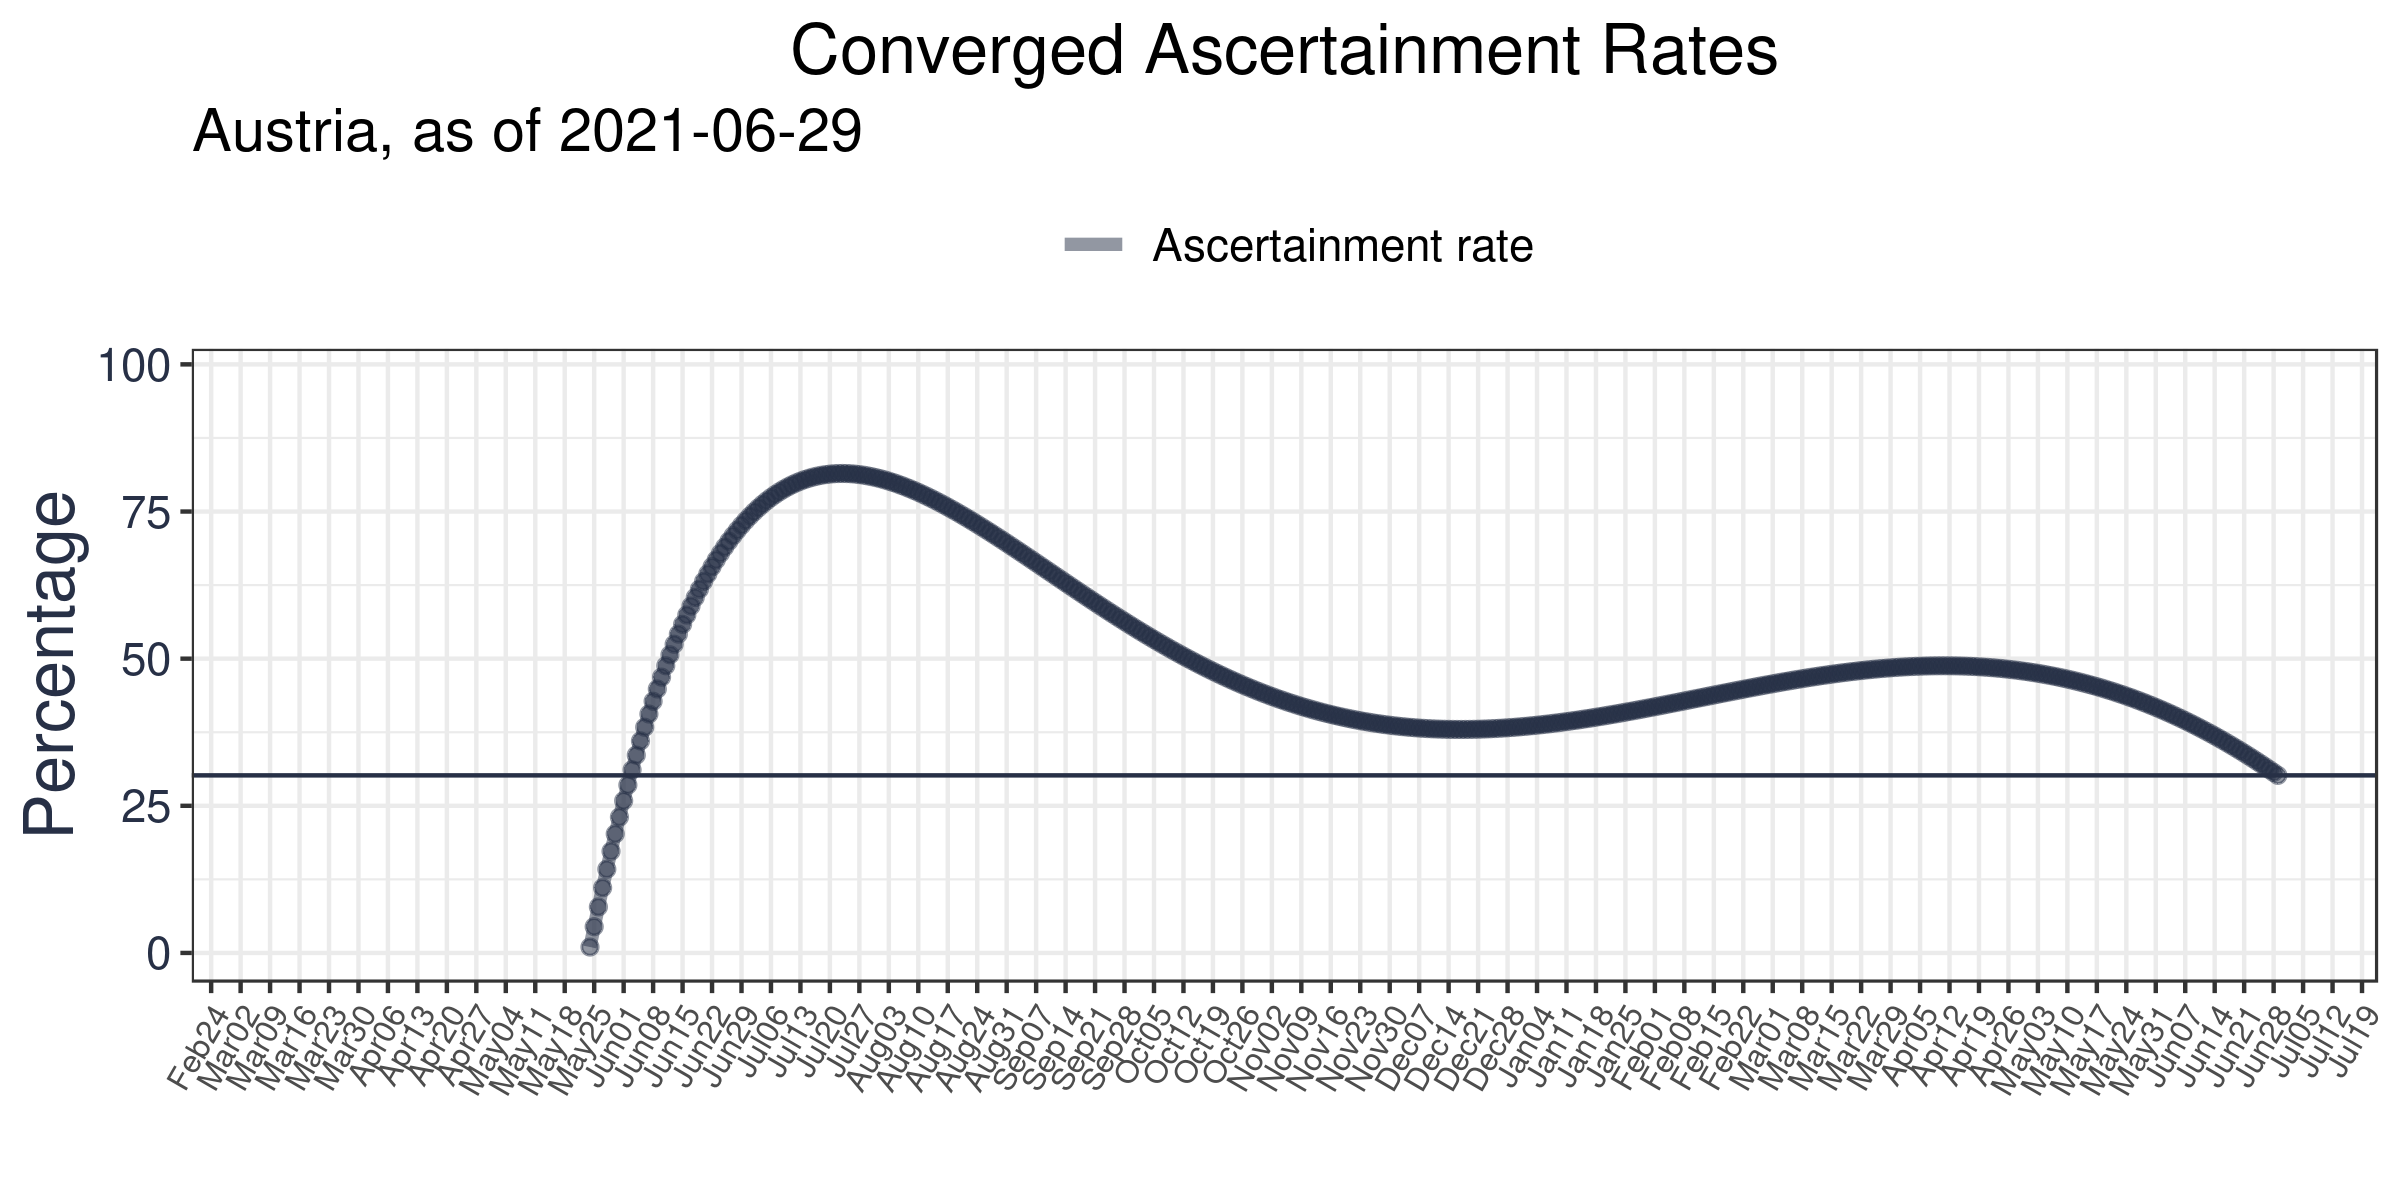 Converged Ascertainment Rates
Austria, as of 2021-06-29
Ascertainment rate
Percentage
100
75
50
25
0
Feb24
Mar02
Mar09
Mar16
Mar23
Mar30
Apr06
Apr13
Apr20
Apr27
May04
May11
May18
May25
Jun01
Jun08
Jun15
Jun22
Jun29
Jul06
Jul13
Jul20
Jul27
Aug03
Aug10
Aug17
Aug24
Aug31
Sep07
Sep14
Sep21
Sep28
Oct05
Oct12
Oct19
Oct26
Nov02
Nov09
Nov16
Nov23
Nov30
Dec07
Dec14
Dec21
Dec28
Jan04
Jan11
Jan18
Jan25
Feb01
Feb08
Feb15
Feb22
Mar01
Mar08
Mar15
Mar22
Mar29
Apr05
Apr12
Apr19
Apr26
May03
May10
May17
May24
May31
Jun07
Jun14
Jun21
Jun28
Jul05
Jul12
Jul19